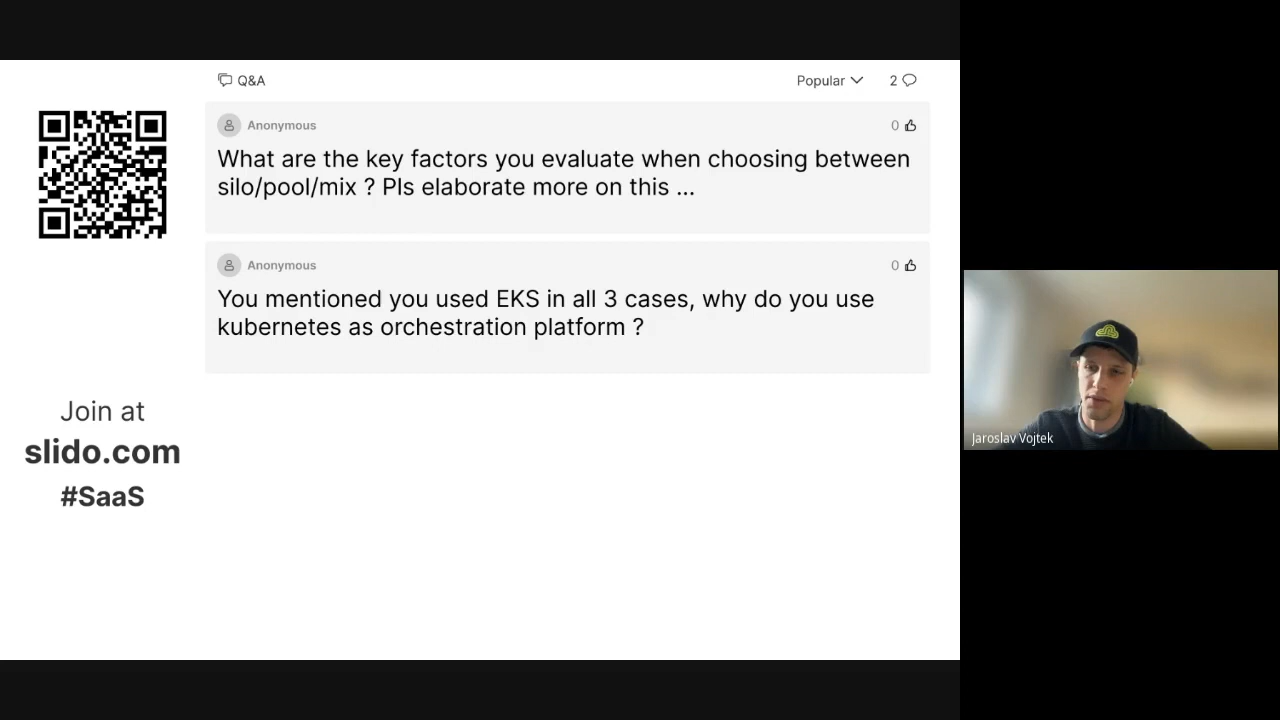 Q&A
Popular
2
Anonymous
0
What are the key factors you evaluate when choosing between
silo/pool/mix ? Pls elaborate more on this ...
Anonymous
0
You mentioned you used EKS in all 3 cases, why do you use
kubernetes as orchestration platform ?
Join at
slido.com
#SaaS
Jaroslav Vojtek